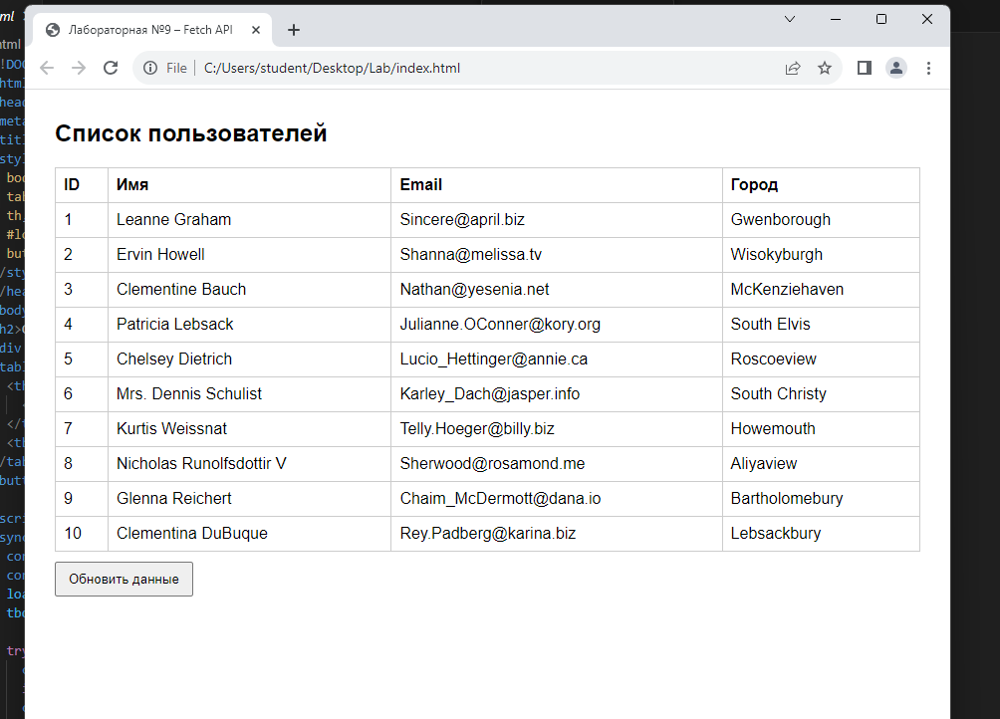 Лабораторная №9 – Fetch API
File
C:/Users/student/Desktop/Lab/index.html
Список пользователей
ID Имя Email Город
1 Leanne Graham Sincere@april.biz Gwenborough
2 Ervin Howell Shanna@melissa.tv Wisokyburgh
3 Clementine Bauch Nathan@yesenia.net McKenziehaven
4 Patricia Lebsack Julianne.OConner@kory.org South Elvis
5 Chelsey Dietrich Lucio_Hettinger@annie.ca Roscoeview
6 Mrs. Dennis Schulist Karley_Dach@jasper.info South Christy
7 Kurtis Weissnat Telly.Hoeger@billy.biz Howemouth
8 Nicholas Runolfsdottir V Sherwood@rosamond.me Aliyaview
9 Glenna Reichert Chaim_McDermott@dana.io Bartholomebury
10 Clementina DuBuque Rey.Padberg@karina.biz Lebsackbury
Обновить данные